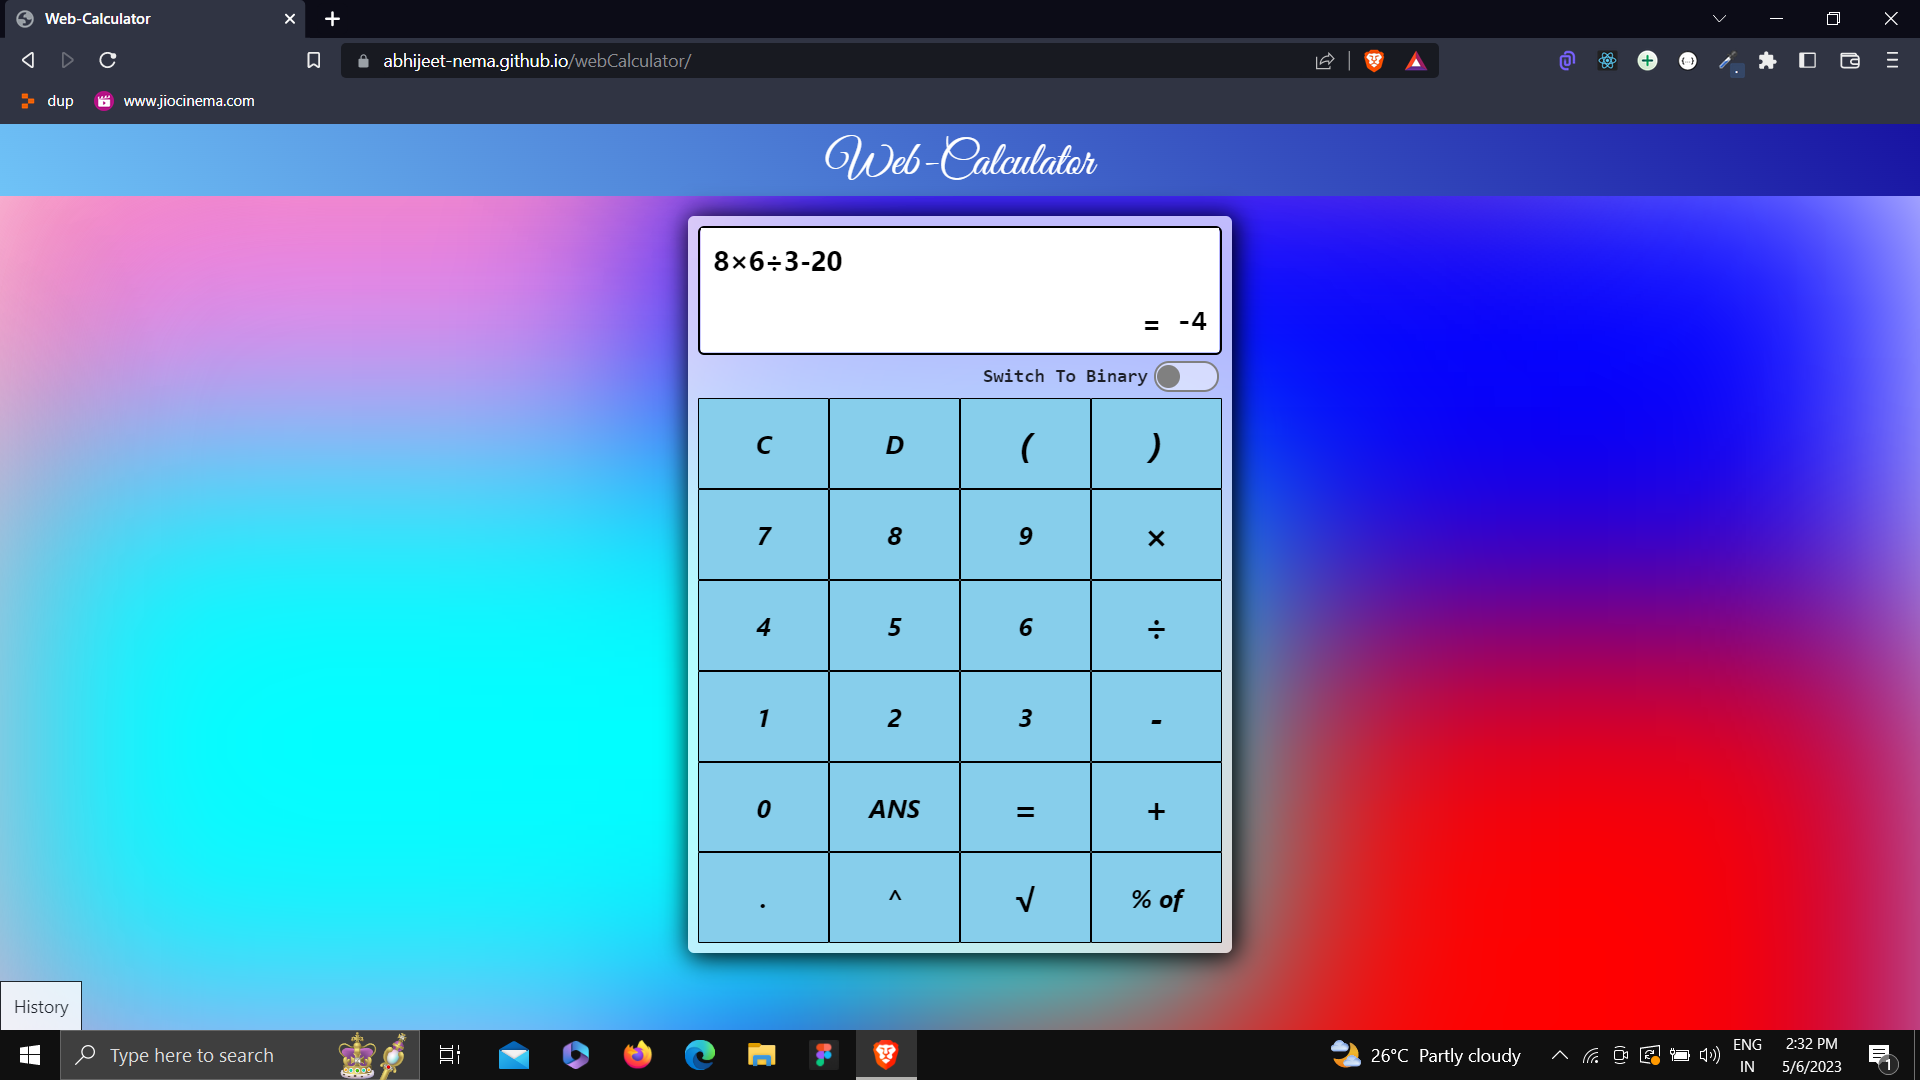 Web-Calculator
abhijeet-nema.github.io/webCalculator/
dup
www.jiocinema.com
Web-Calculator
8×6÷3-20
= -4
Switch To Binary
C D ( )
7 8 9 ×
4 5 6 ÷
1 2 3 -
0 ANS = +
. ^ √ % of
History
Type here to search
26°C Partly cloudy
ENG
IN
2:32 PM
5/6/2023
1